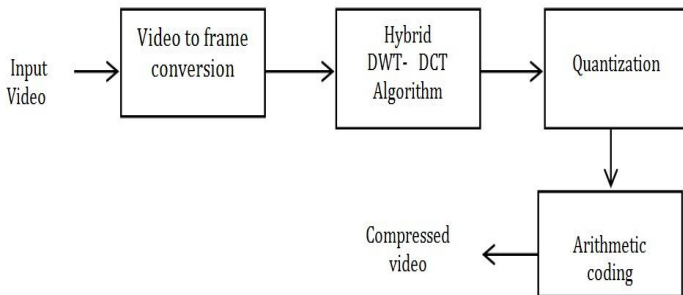 Input
Video
Video to frame
conversion
Hybrid
DWT- DCT
Algorithm
Quantization
Arithmetic
coding
Compressed
video